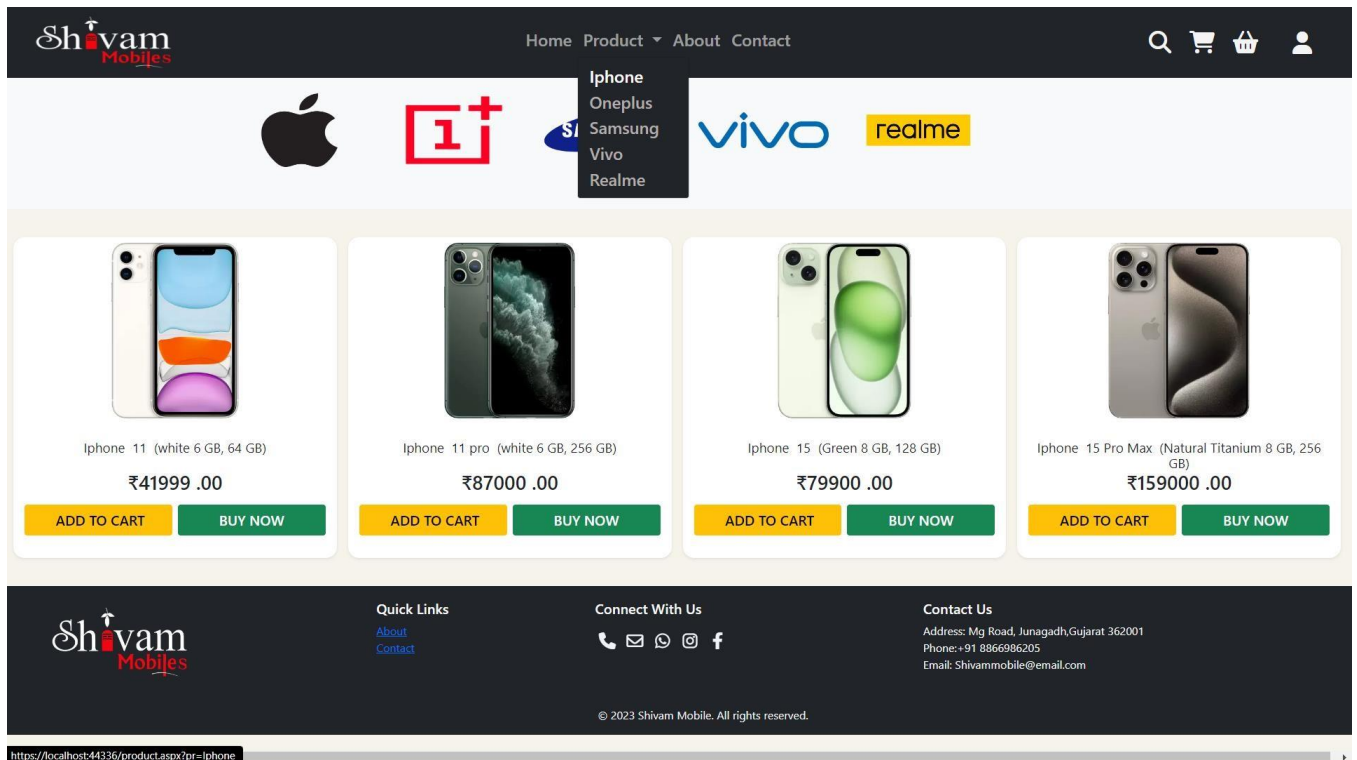 Shivam
Mobiles
Home Product About Contact
Iphone
Oneplus
Samsung
Vivo
Realme
1+
SA
vivo
realme
Iphone 11 (white 6 GB, 64 GB)
₹41999 .00
ADD TO CART BUY NOW
Iphone 11 pro (white 6 GB, 256 GB)
₹87000 .00
ADD TO CART BUY NOW
Iphone 15 (Green 8 GB, 128 GB)
₹79900 .00
ADD TO CART BUY NOW
Iphone 15 Pro Max (Natural Titanium 8 GB, 256
GB)
₹159000 .00
ADD TO CART BUY NOW
Shivam
Mobiles
Quick Links
About
Contact
Connect With Us
Contact Us
Address: Mg Road, Junagadh,Gujarat 362001
Phone:+91 8866986205
Email: Shivammobile@email.com
© 2023 Shivam Mobile. All rights reserved.
https://localhost:44336/product.aspx?pr=Iphone